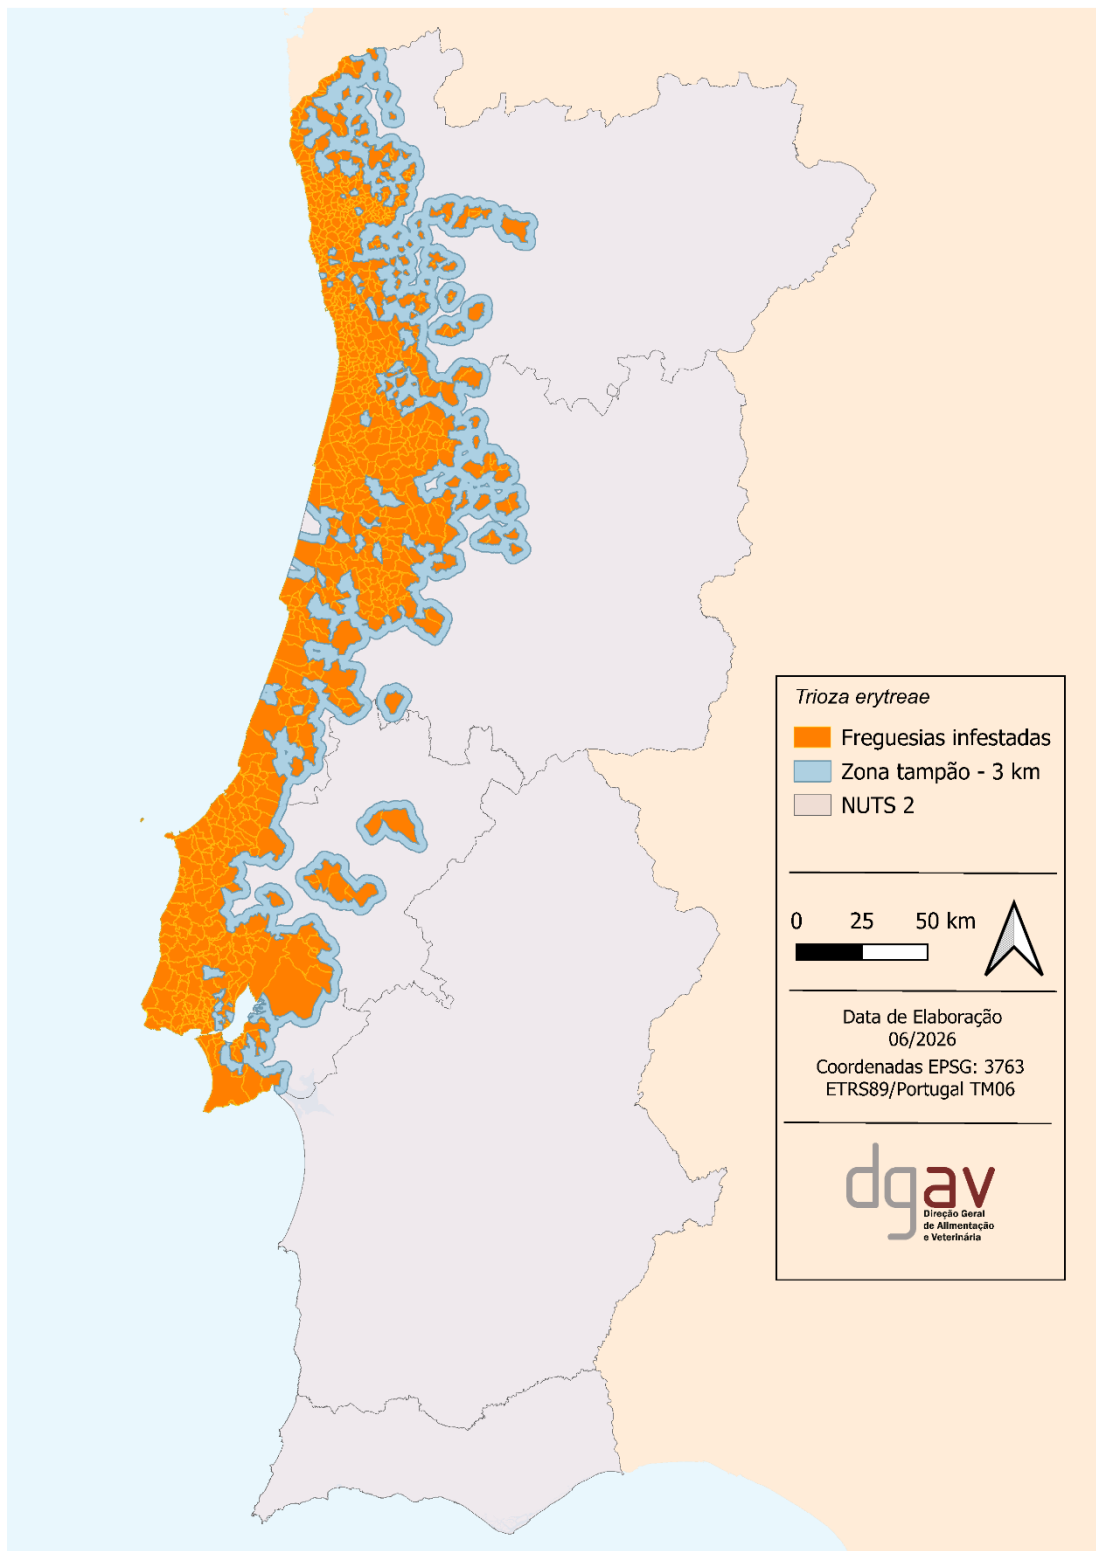 Trioza erytreae
Freguesias infestadas
Zona tampão - 3 km
NUTS 2
0 25 50 km
Data de Elaboração
06/2026
Coordenadas EPSG: 3763
ETRS89/Portugal TM06
dgav
Direção Geral
de Alimentação
e Veterinária